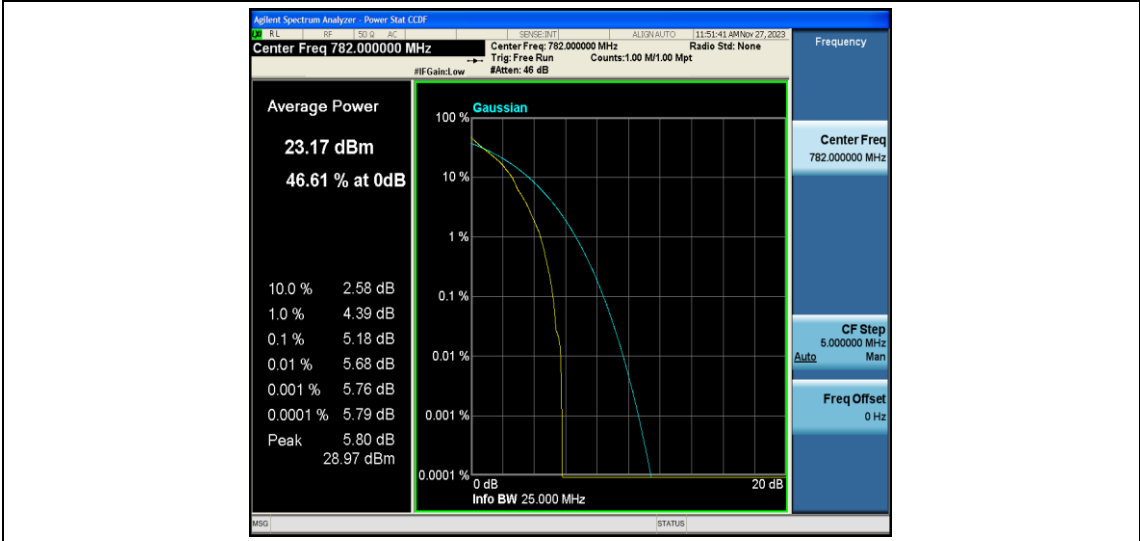 Agilent Spectrum Analyzer - Power Stat CCDF
RL RF 50 Ω AC SENSE:INT ALIGN AUTO 11:51:41 AM Nov 27, 2023
Center Freq 782.000000 MHz
Center Freq: 782.000000 MHz Radio Std: None
Trig: Free Run Counts:1.00 M/1.00 Mpt
#IFGain:Low #Atten: 46 dB
Frequency
Average Power
23.17 dBm
46.61 % at 0dB
10.0 % 2.58 dB
1.0 % 4.39 dB
0.1 % 5.18 dB
0.01 % 5.68 dB
0.001 % 5.76 dB
0.0001 % 5.79 dB
Peak 5.80 dB
28.97 dBm
Gaussian
100 %
10 %
1 %
0.1 %
0.01 %
0.001 %
0.0001 %
0 dB 20 dB
Info BW 25.000 MHz
Center Freq
782.000000 MHz
CF Step
5.000000 MHz
Auto Man
Freq Offset
0 Hz
MSG STATUS